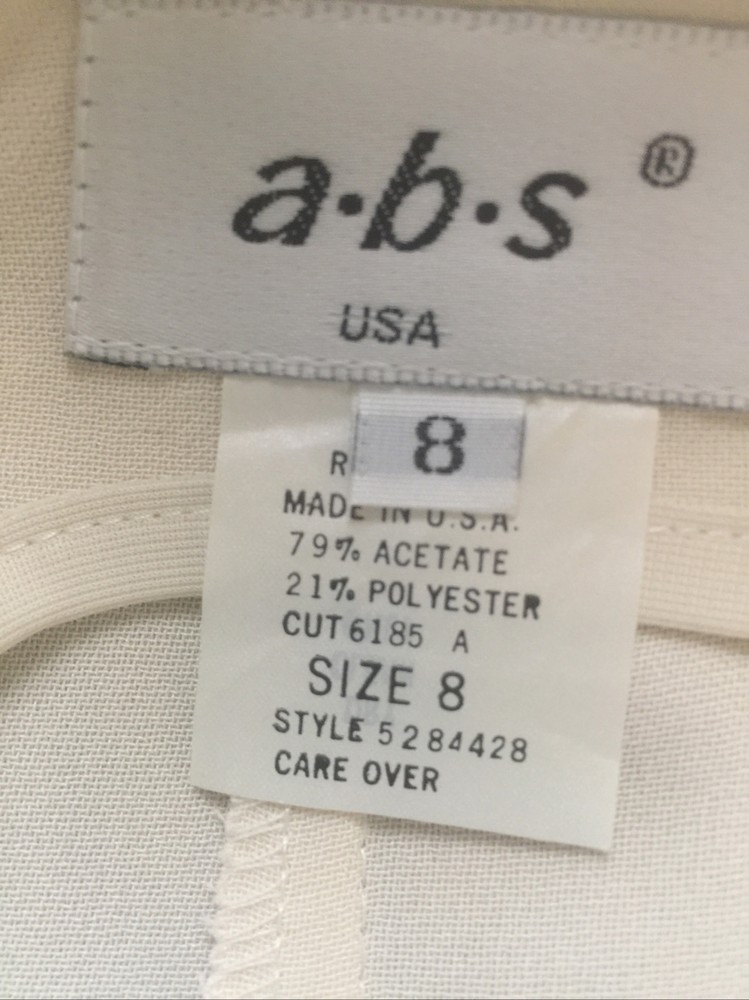 a·b·s ®
USA
8
MADE IN U.S.A.
79% ACETATE
21% POLYESTER
CUT 6185 A
SIZE 8
STYLE 5284428
CARE OVER